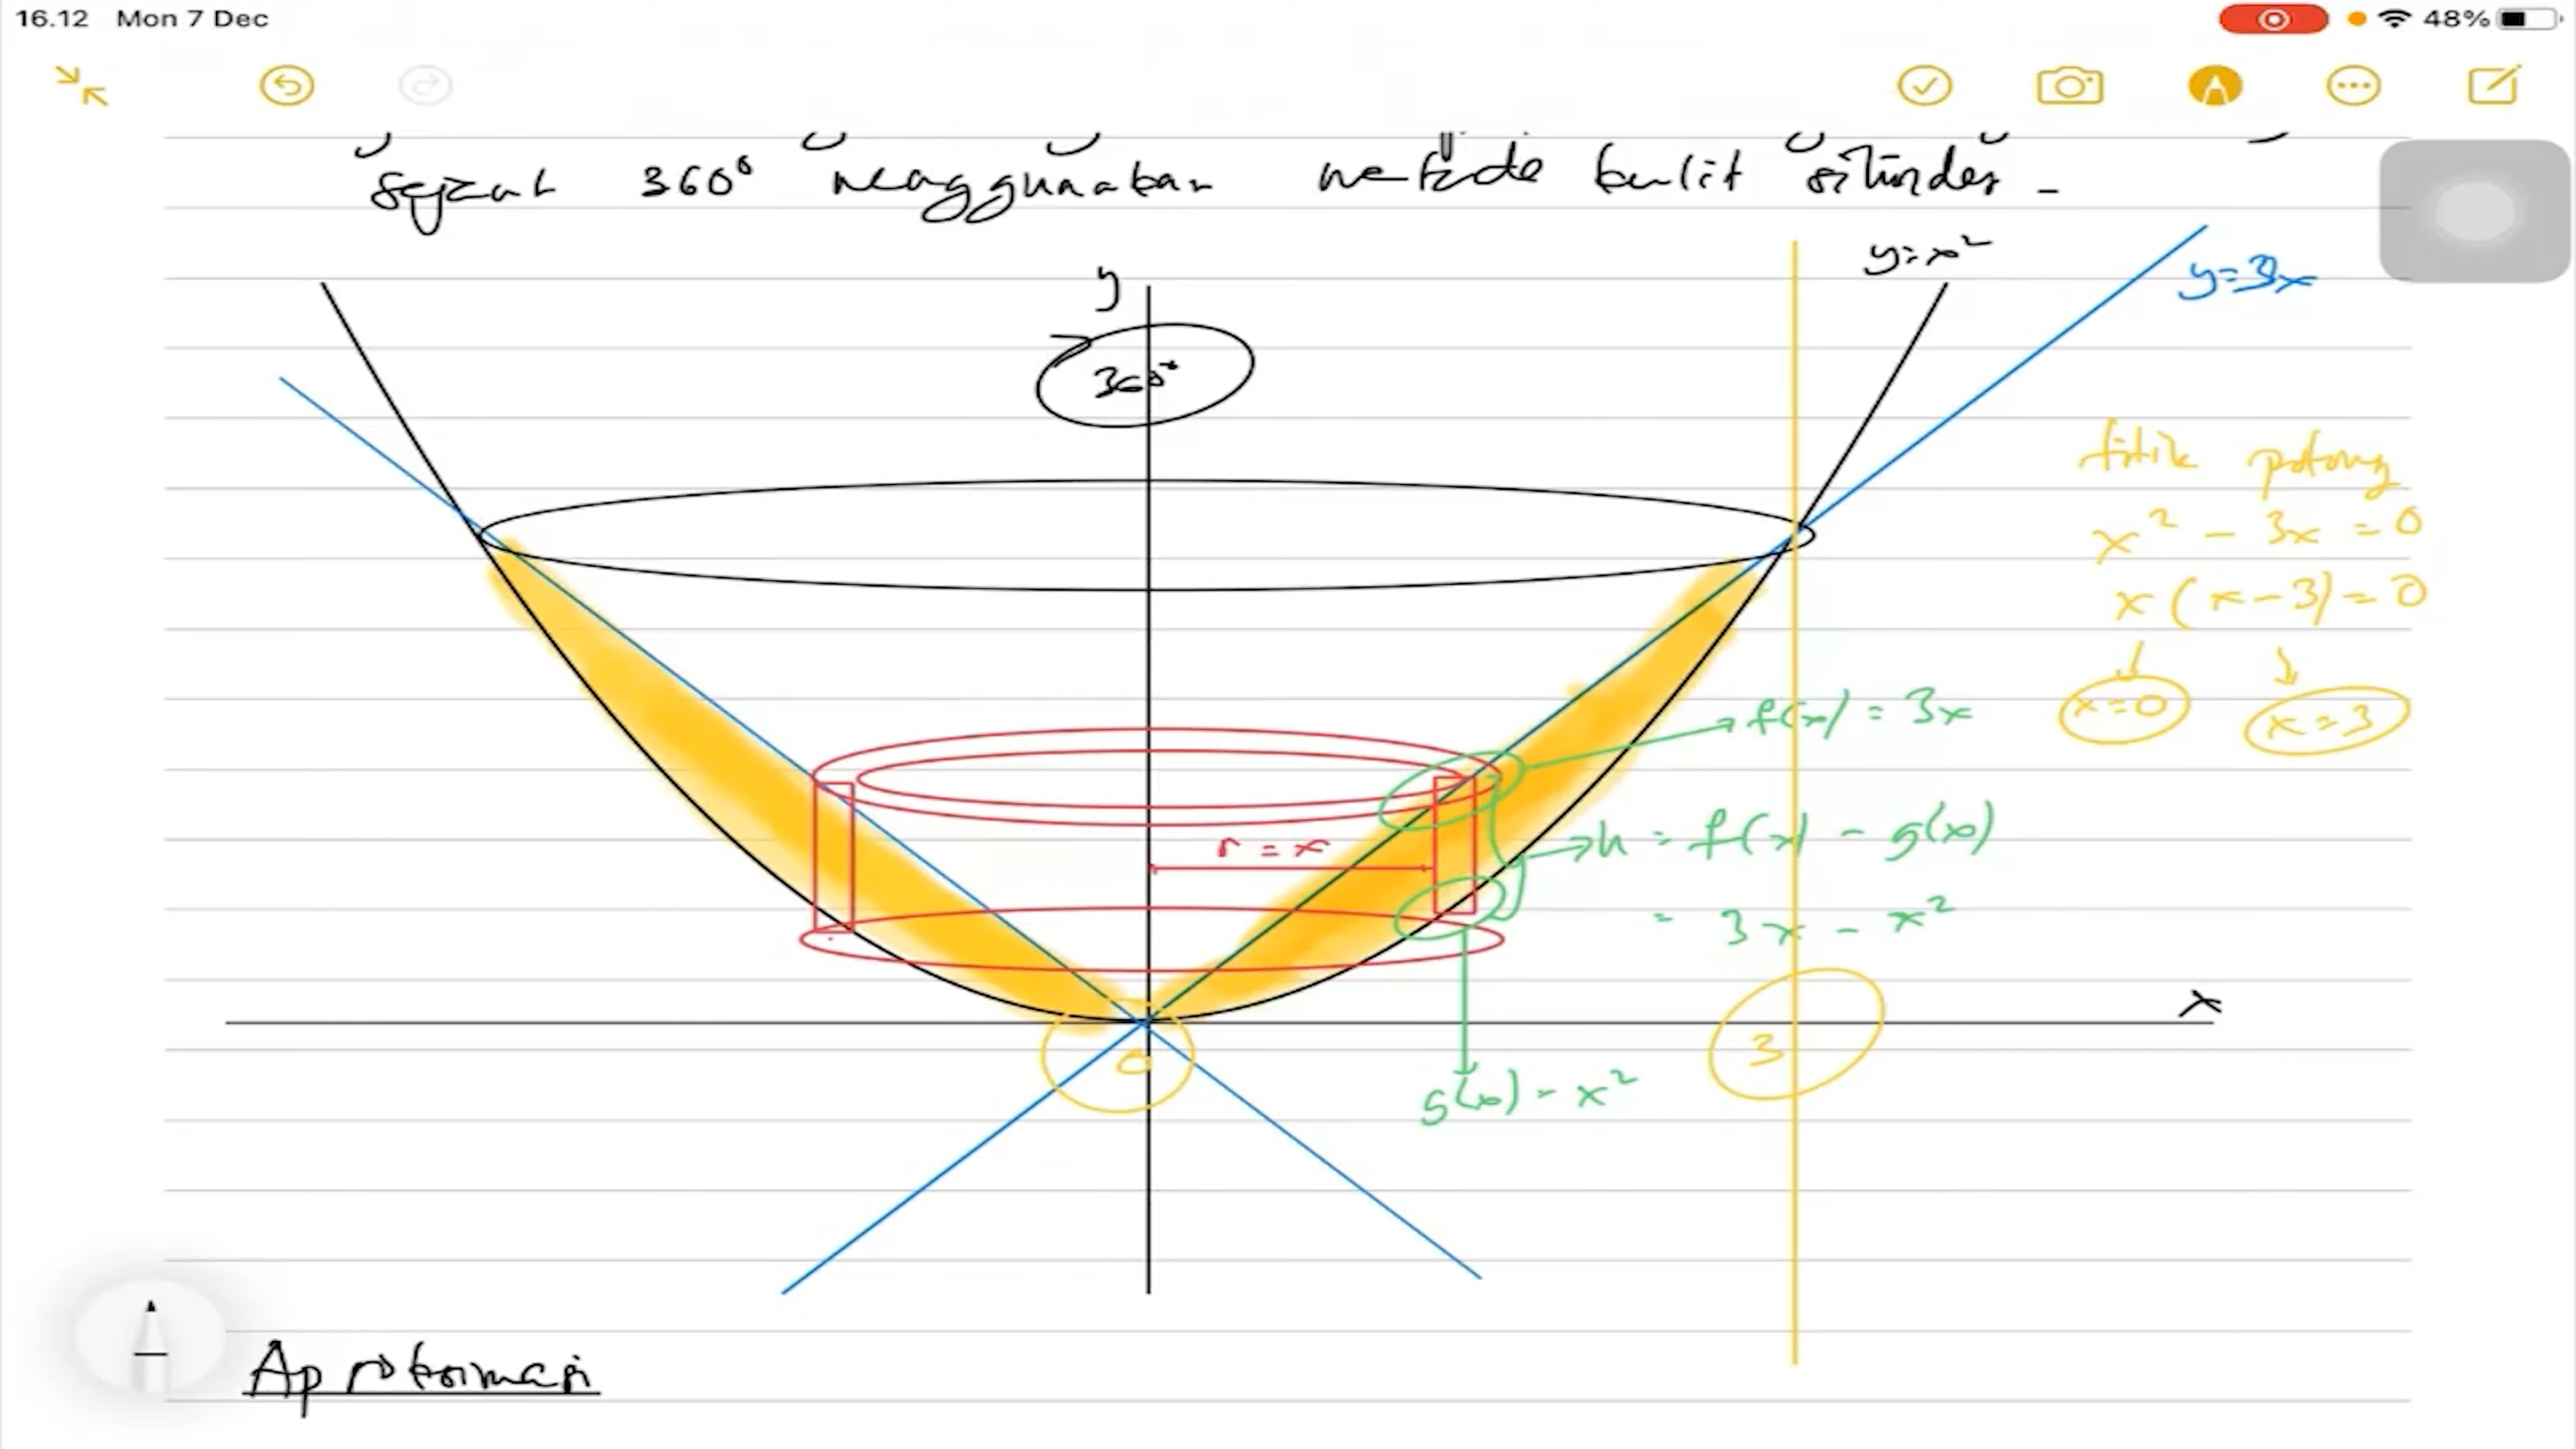 16.12 Mon 7 Dec
48%
sejauh 360° menggunakan metode kulit silinder.
y
360°
y=x²
y=3x
titik potong
x² - 3x = 0
x(x-3)=0
x=0
x=3
f(x) = 3x
r = x
h = f(x) - g(x)
= 3x - x²
x
0
3
g(x) = x²
Aproksimasi